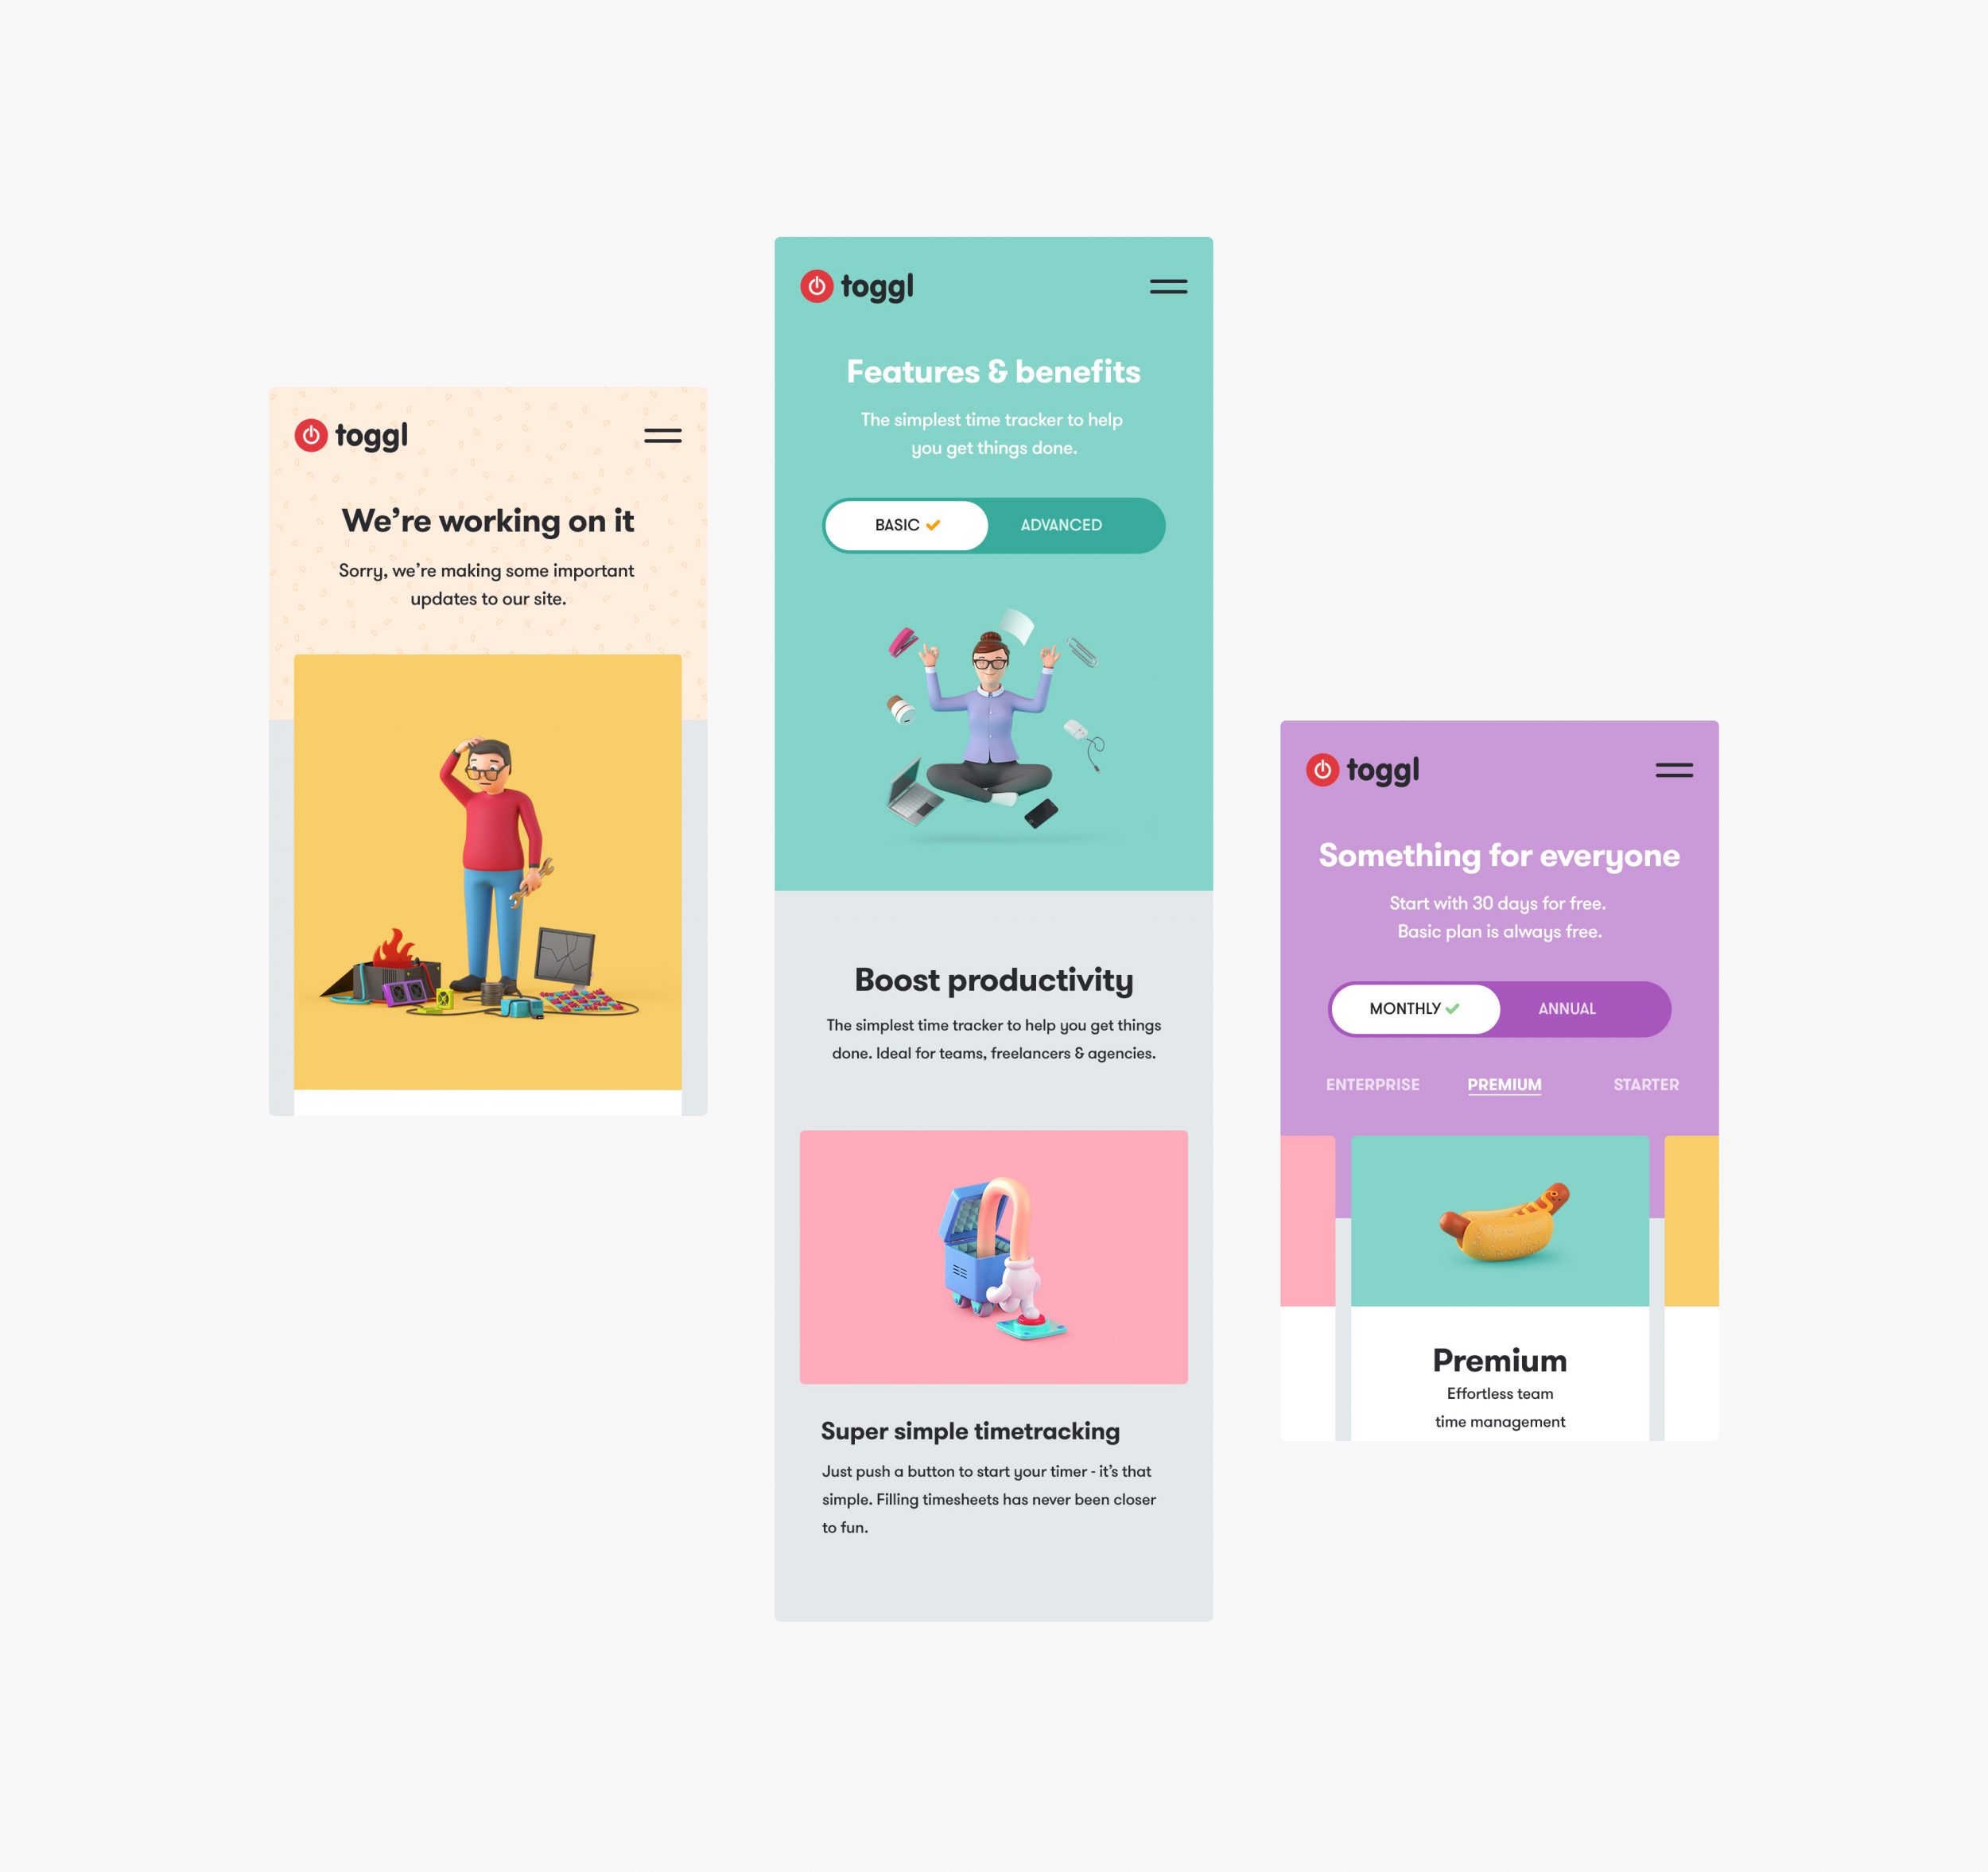 toggl
We’re working on it
Sorry, we’re making some important
updates to our site.
toggl
Features & benefits
The simplest time tracker to help
you get things done.
BASIC
ADVANCED
Boost productivity
The simplest time tracker to help you get things
done. Ideal for teams, freelancers & agencies.
Super simple timetracking
Just push a button to start your timer - it’s that
simple. Filling timesheets has never been closer
to fun.
toggl
Something for everyone
Start with 30 days for free.
Basic plan is always free.
MONTHLY
ANNUAL
ENTERPRISE
PREMIUM
STARTER
Premium
Effortless team
time management